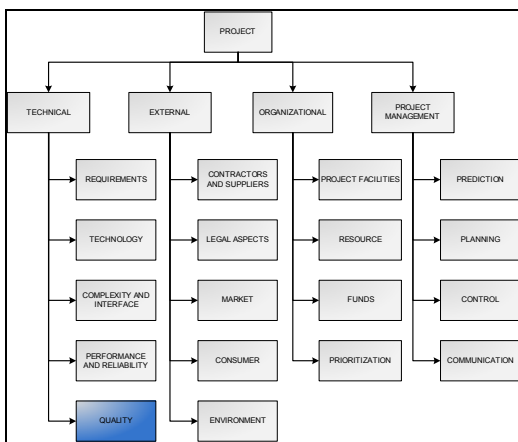 PROJECT
TECHNICAL
EXTERNAL
ORGANIZATIONAL
PROJECT
MANAGEMENT
REQUIREMENTS
CONTRACTORS
AND SUPPLIERS
PROJECT FACILITIES
PREDICTION
TECHNOLOGY
LEGAL ASPECTS
RESOURCE
PLANNING
COMPLEXITY AND
INTERFACE
MARKET
FUNDS
CONTROL
PERFORMANCE
AND RELIABILITY
CONSUMER
PRIORITIZATION
COMMUNICATION
QUALITY
ENVIRONMENT